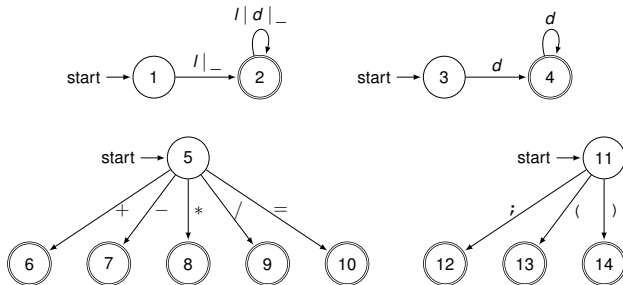 l | d | _ d
start 1 l | _ 2 start 3 d 4
start 5 start 11
+ − * / = ; ( )
6 7 8 9 10 12 13 14